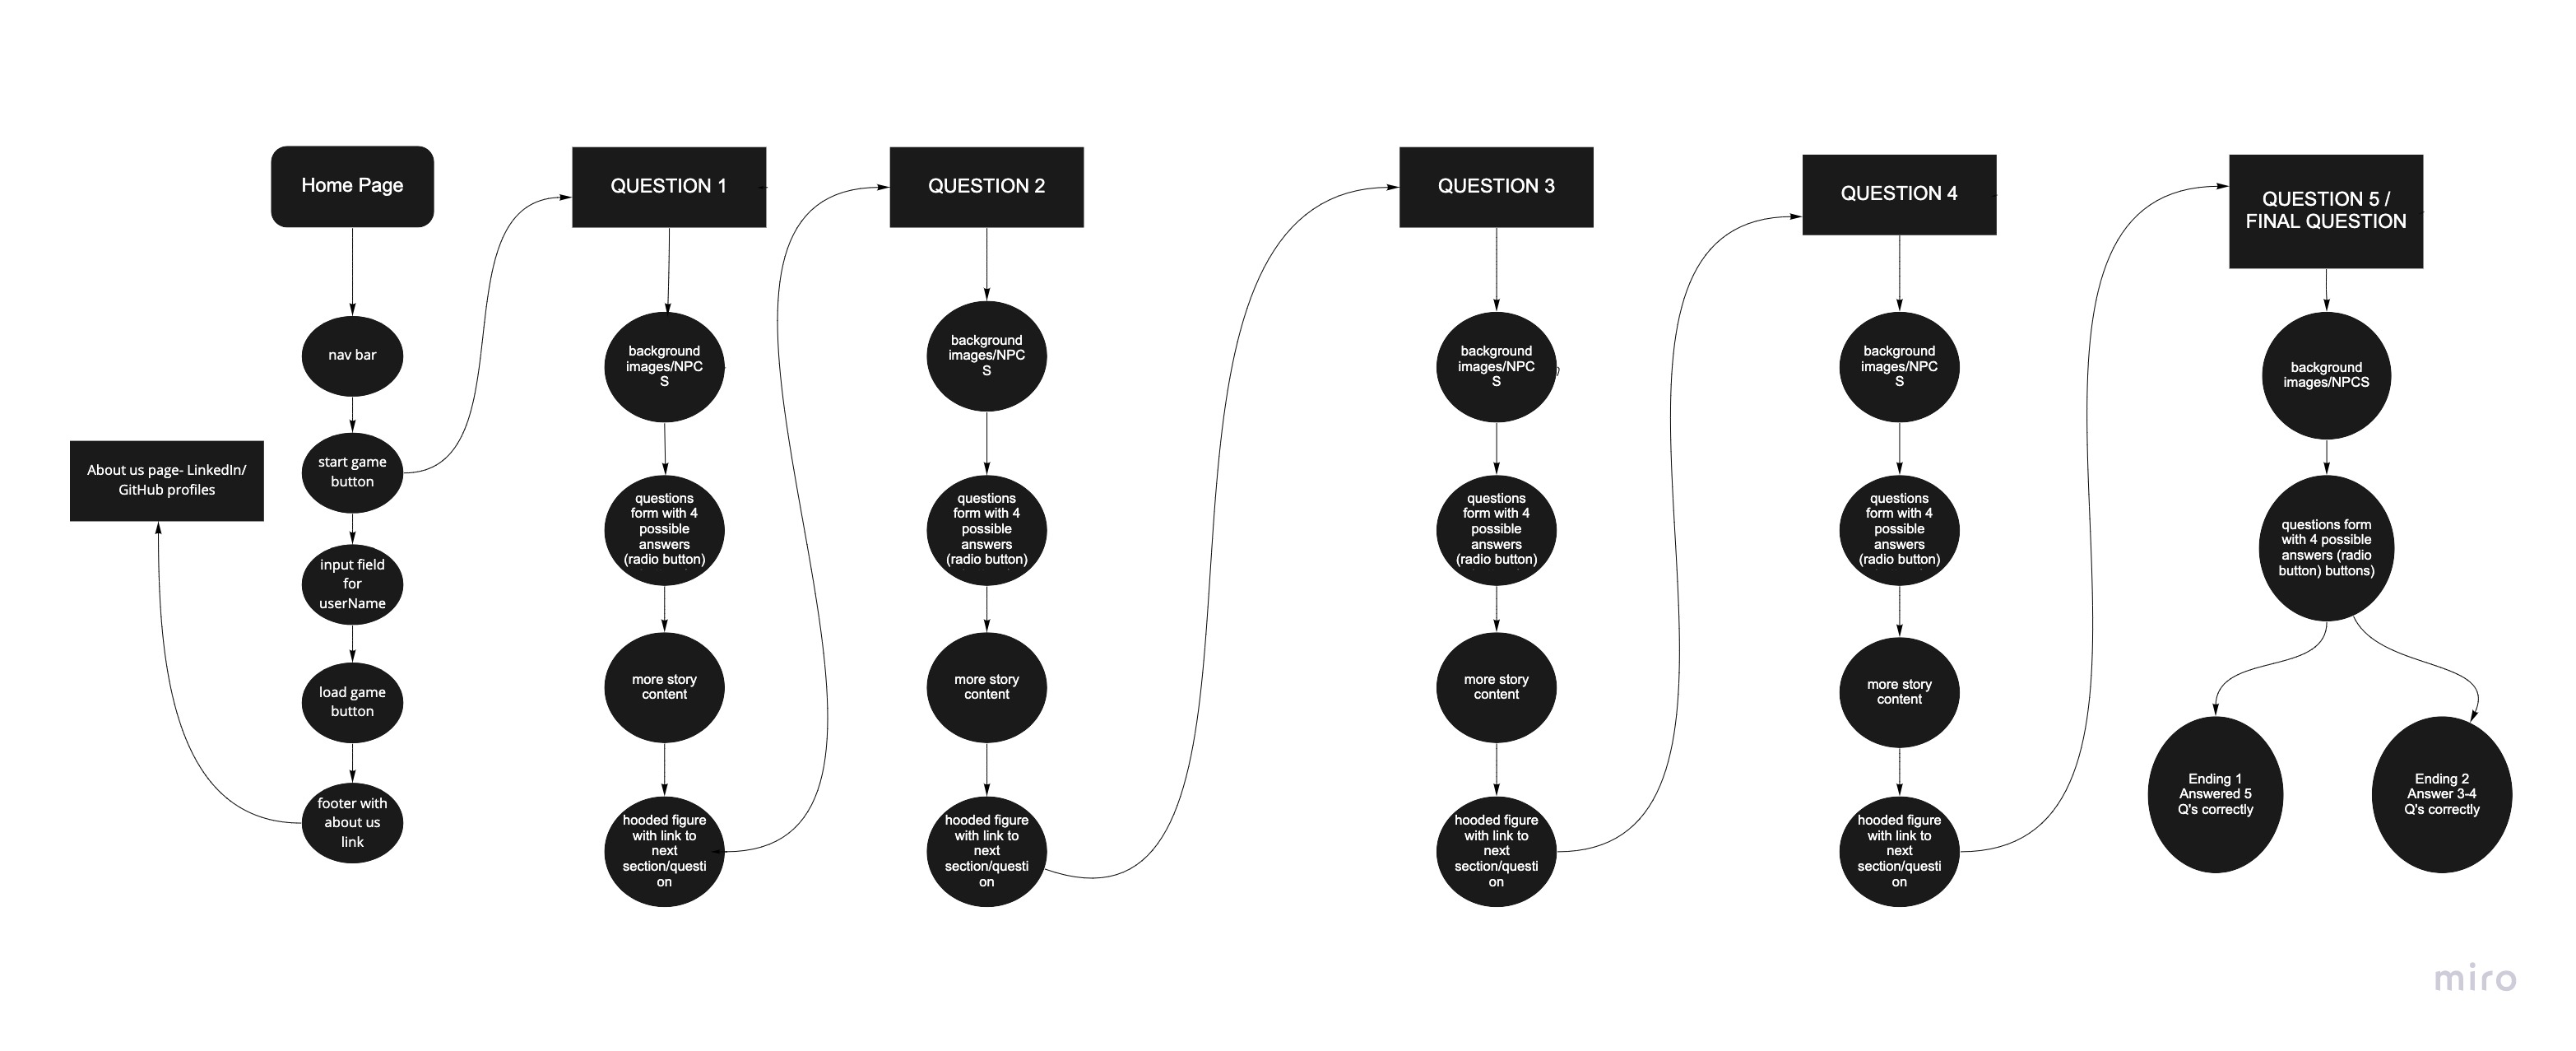 Home Page
nav bar
start game
button
input field
for
userName
load game
button
footer with
about us
link
About us page- LinkedIn/
GitHub profiles
QUESTION 1
background
images/NPC
S
questions
form with 4
possible
answers
(radio button)
more story
content
hooded figure
with link to
next
section/questi
on
QUESTION 2
background
images/NPC
S
questions
form with 4
possible
answers
(radio button)
more story
content
hooded figure
with link to
next
section/questi
on
QUESTION 3
background
images/NPC
S
questions
form with 4
possible
answers
(radio button)
more story
content
hooded figure
with link to
next
section/questi
on
QUESTION 4
background
images/NPC
S
questions
form with 4
possible
answers
(radio button)
more story
content
hooded figure
with link to
next
section/questi
on
QUESTION 5 /
FINAL QUESTION
background
images/NPCS
questions form
with 4 possible
answers (radio
button) buttons)
Ending 1
Answered 5
Q's correctly
Ending 2
Answer 3-4
Q's correctly
miro